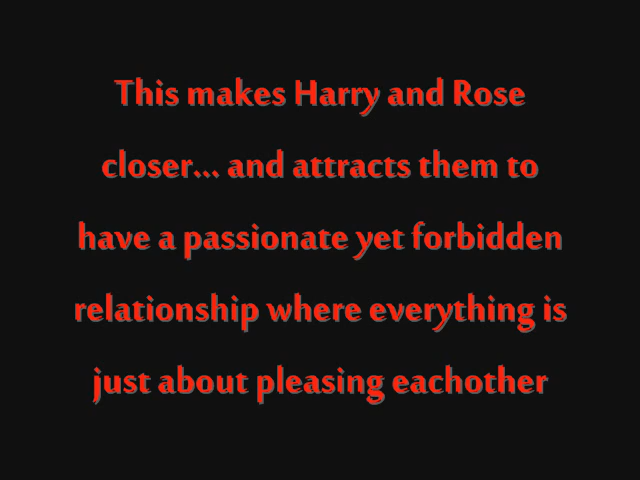 This makes Harry and Rose
closer... and attracts them to
have a passionate yet forbidden
relationship where everything is
just about pleasing eachother